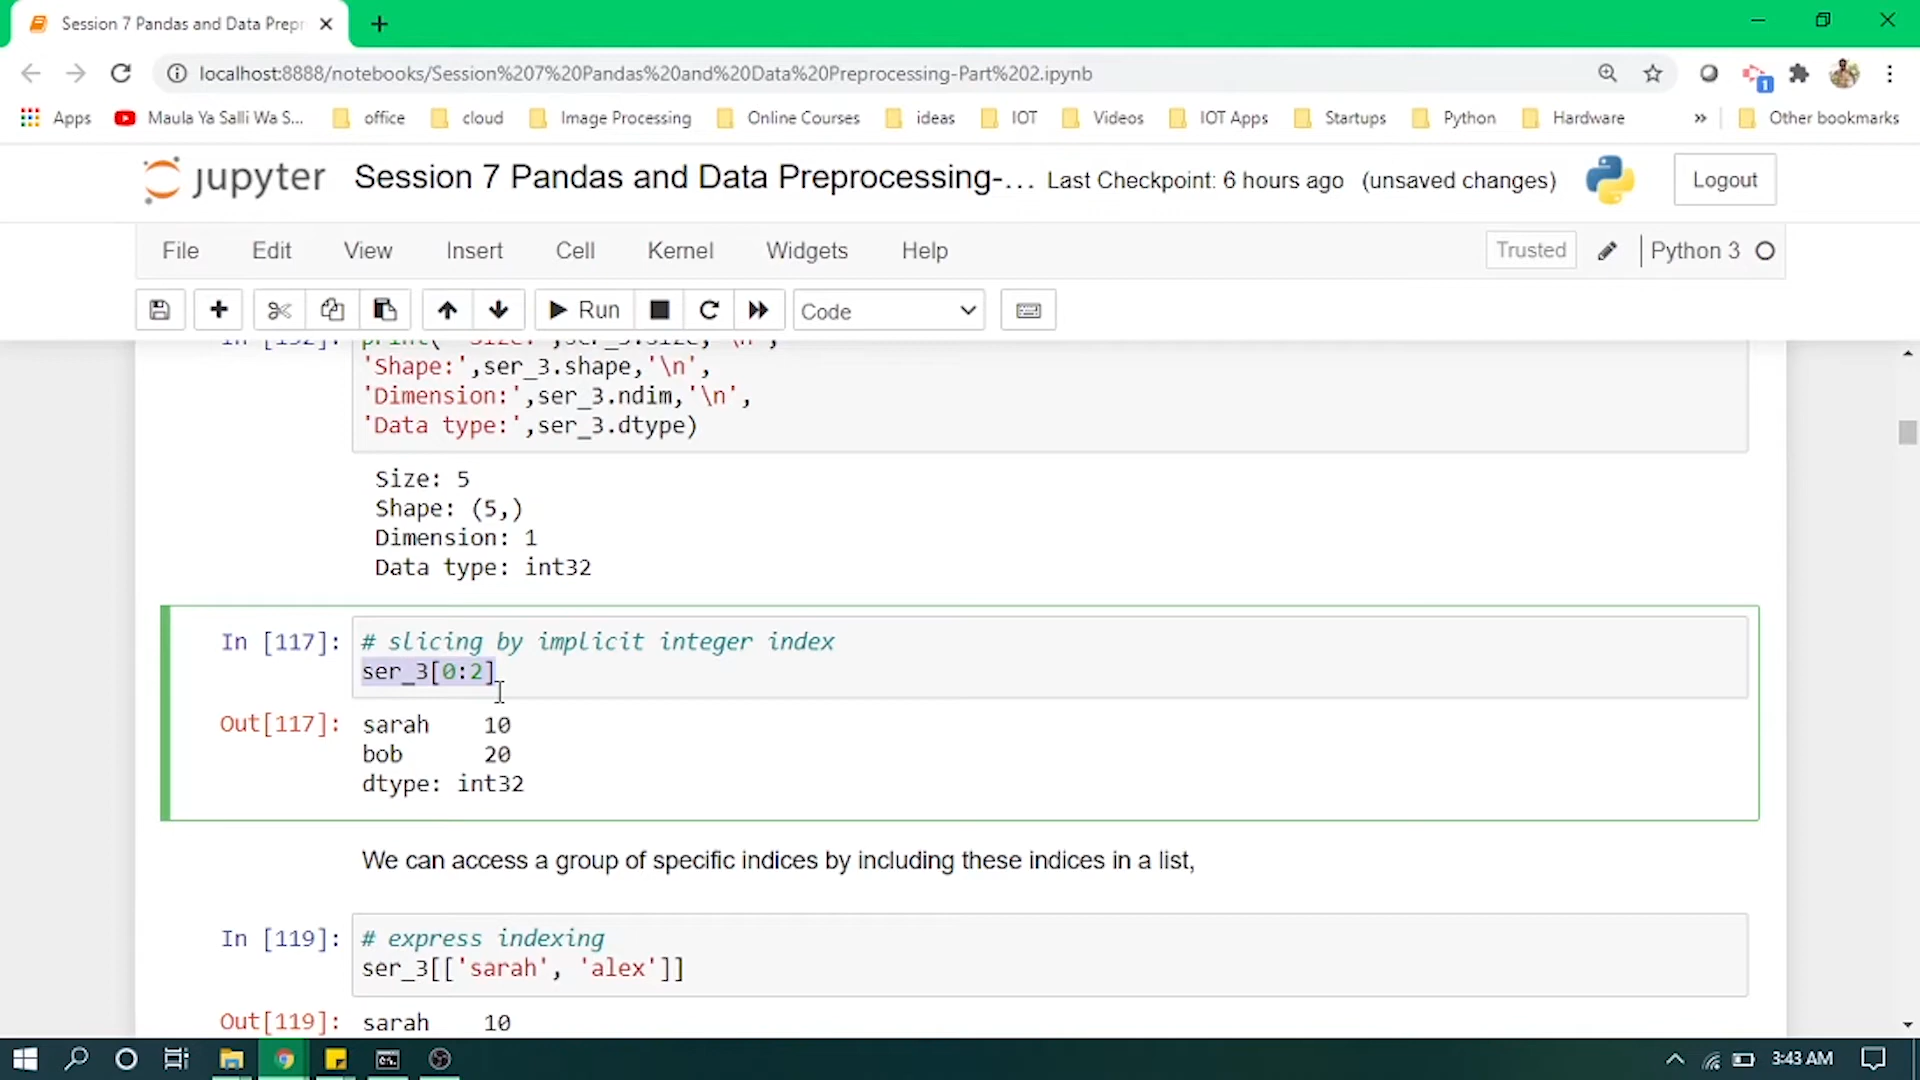 Session 7 Pandas and Data Prepr
localhost:8888/notebooks/Session%207%20Pandas%20and%20Data%20Preprocessing-Part%202.ipynb
1
Apps Maula Ya Salli Wa S... office cloud Image Processing Online Courses ideas IOT Videos IOT Apps Startups Python Hardware » Other bookmarks
jupyter Session 7 Pandas and Data Preprocessing-... Last Checkpoint: 6 hours ago (unsaved changes) Logout
File Edit View Insert Cell Kernel Widgets Help Trusted Python 3
Run Code
'Shape:',ser_3.shape,'\n',
'Dimension:',ser_3.ndim,'\n',
'Data type:',ser_3.dtype)
Size: 5
Shape: (5,)
Dimension: 1
Data type: int32
In [117]: # slicing by implicit integer index
ser_3[0:2]
Out[117]: sarah 10
bob 20
dtype: int32
We can access a group of specific indices by including these indices in a list,
In [119]: # express indexing
ser_3[['sarah', 'alex']]
Out[119]: sarah 10
3:43 AM